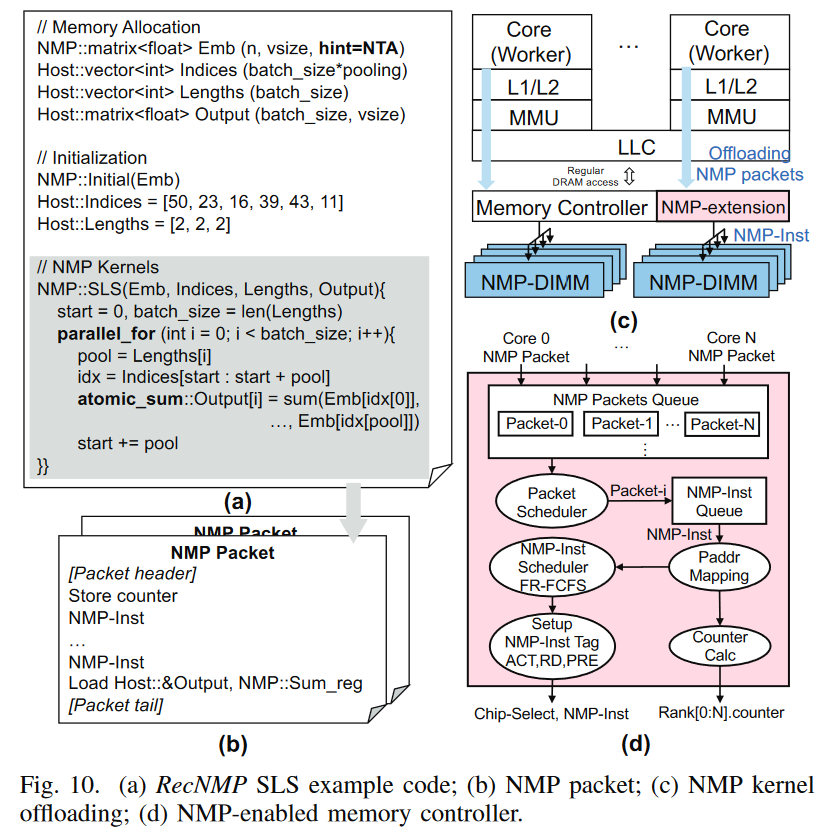 // Memory Allocation
NMP::matrix<float> Emb (n, vsize, hint=NTA)
Host::vector<int> Indices (batch_size*pooling)
Host::vector<int> Lengths (batch_size)
Host::matrix<float> Output (batch_size, vsize)
// Initialization
NMP::Initial(Emb)
Host::Indices = [50, 23, 16, 39, 43, 11]
Host::Lengths = [2, 2, 2]
// NMP Kernels
NMP::SLS(Emb, Indices, Lengths, Output){
start = 0, batch_size = len(Lengths)
parallel_for (int i = 0; i < batch_size; i++){
pool = Lengths[i]
idx = Indices[start : start + pool]
atomic_sum::Output[i] = sum(Emb[idx[0]],
..., Emb[idx[pool]])
start += pool
}}
(a)
NMP Packet
NMP Packet
[Packet header]
Store counter
NMP-Inst
...
NMP-Inst
Load Host::&Output, NMP::Sum_reg
[Packet tail]
(b)
Core
(Worker)
L1/L2
MMU
...
Core
(Worker)
L1/L2
MMU
LLC
Regular
DRAM access
Offloading
NMP packets
Memory Controller
NMP-extension
NMP-Inst
NMP-DIMM
NMP-DIMM
(c)
Core 0
NMP Packet
...
Core N
NMP Packet
NMP Packets Queue
Packet-0
Packet-1
...
Packet-N
⋮
Packet
Scheduler
Packet-i
NMP-Inst
Queue
NMP-Inst
NMP-Inst
Scheduler
FR-FCFS
Paddr
Mapping
Setup
NMP-Inst Tag
ACT,RD,PRE
Counter
Calc
Chip-Select, NMP-Inst
Rank[0:N].counter
(d)
Fig. 10. (a) RecNMP SLS example code; (b) NMP packet; (c) NMP kernel
offloading; (d) NMP-enabled memory controller.